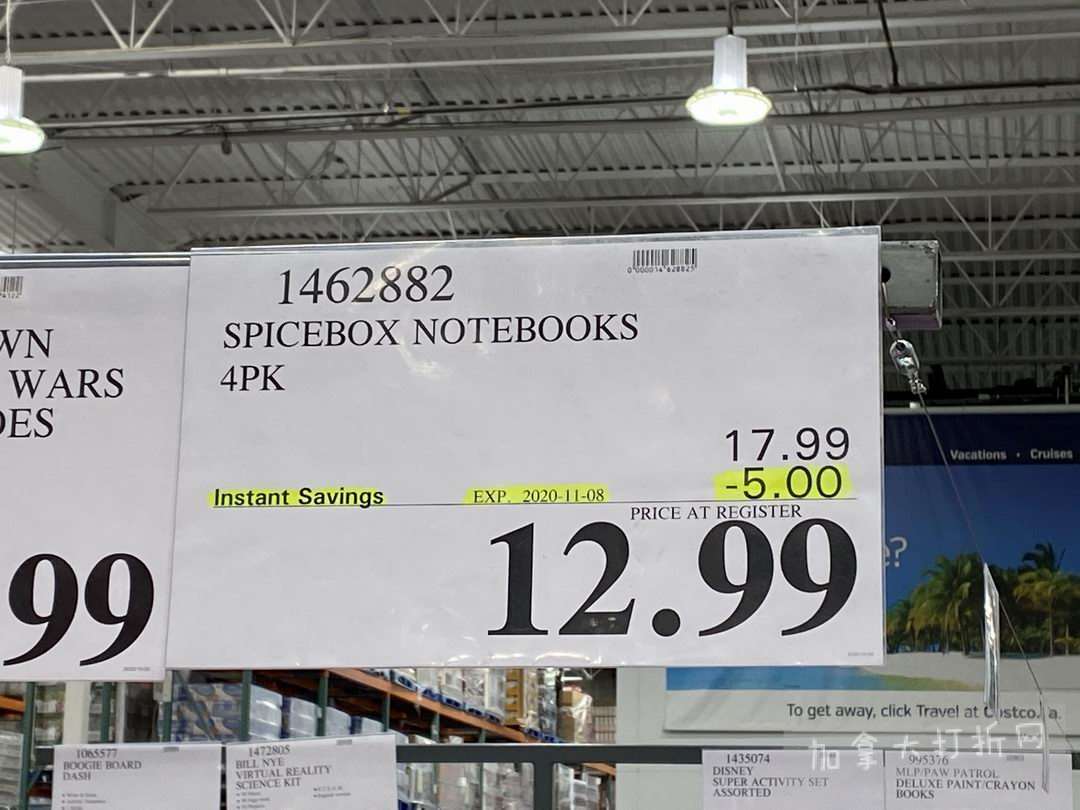 1462882
0000014628825
SPICEBOX NOTEBOOKS
4PK
17.99
-5.00
Instant Savings EXP. 2020-11-08
PRICE AT REGISTER
12.99
WN
WARS
99
Vacations · Cruises
e?
To get away, click Travel at
1065577
BOOGIE BOARD
DASH
1472805
BILL NYE
VIRTUAL REALITY
SCIENCE KIT
1435074
DISNEY
SUPER ACTIVITY SET
ASSORTED
995376
MLP/PAW PATROL
DELUXE PAINT/CRAYON
BOOKS
加拿大打折网